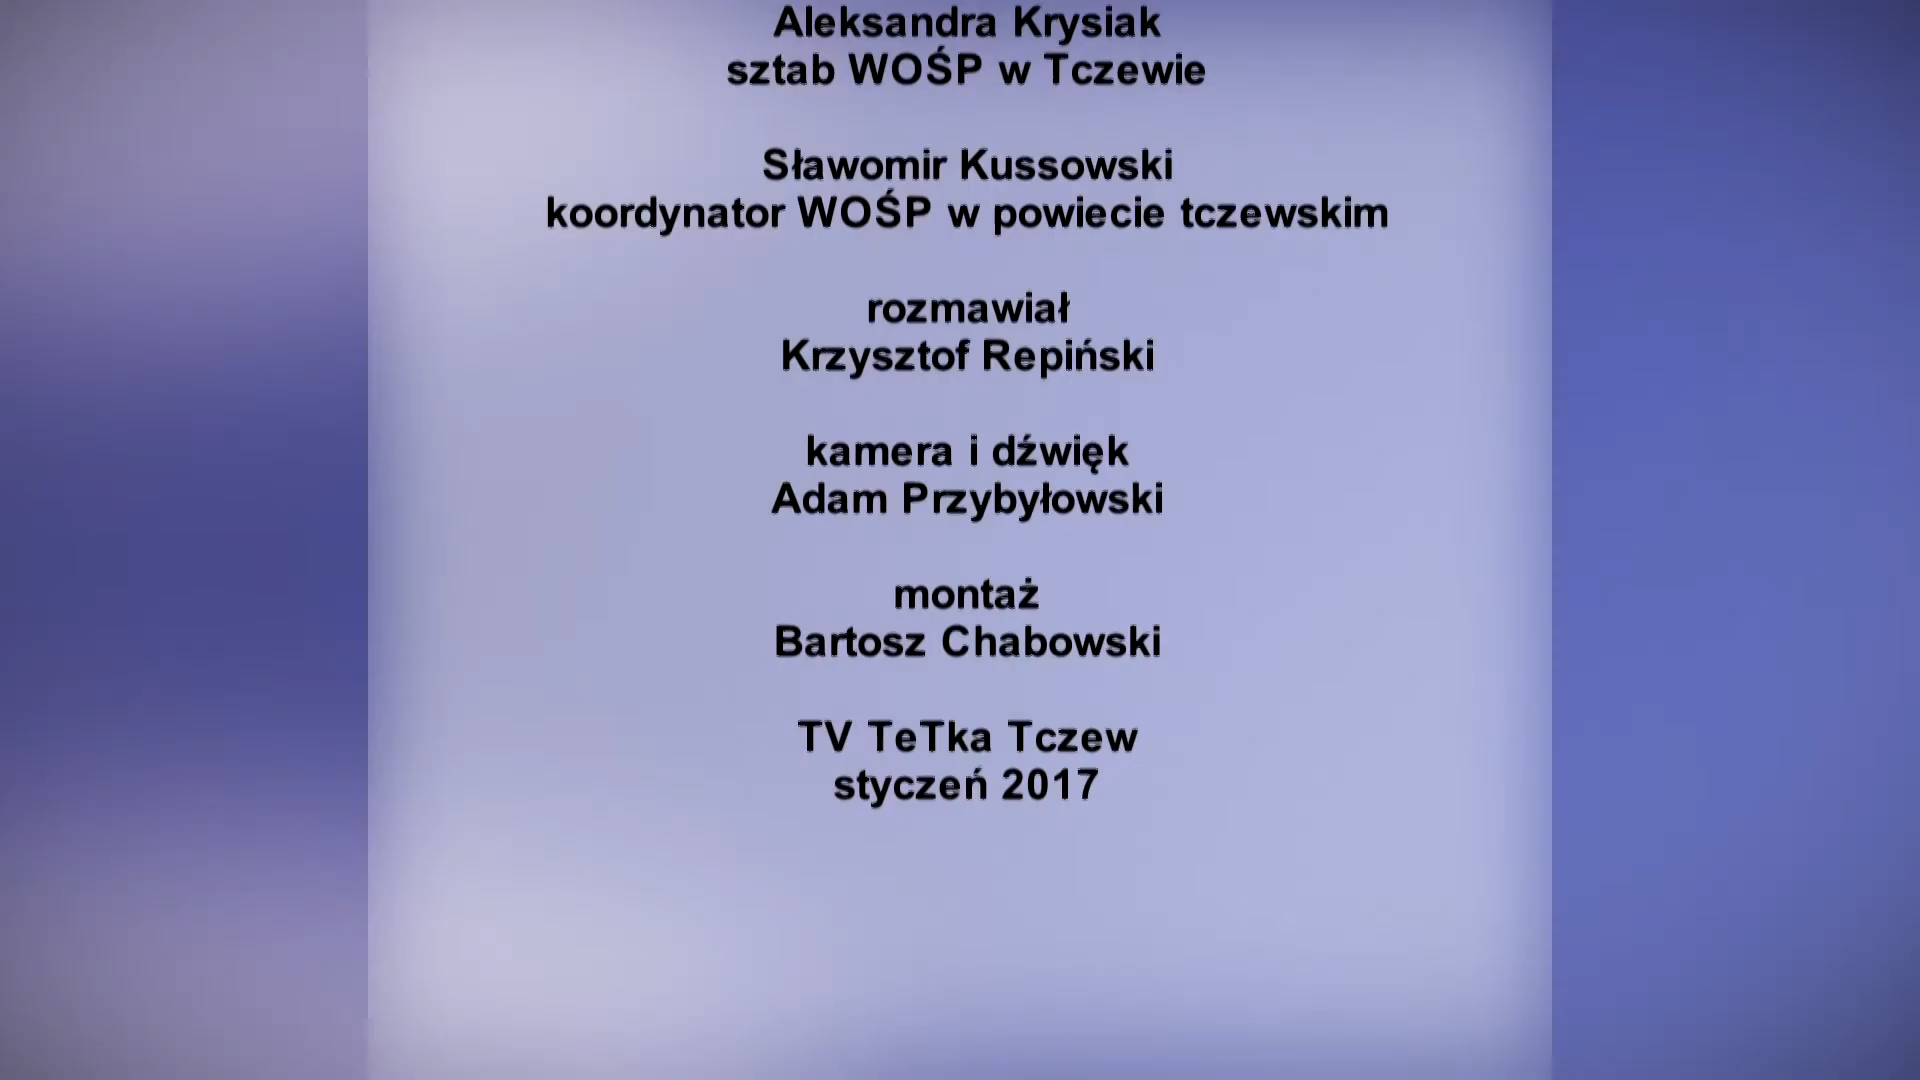 Aleksandra Krysiak
sztab WOŚP w Tczewie
Sławomir Kussowski
koordynator WOŚP w powiecie tczewskim
rozmawiał
Krzysztof Repiński
kamera i dźwięk
Adam Przybyłowski
montaż
Bartosz Chabowski
TV TeTka Tczew
styczeń 2017